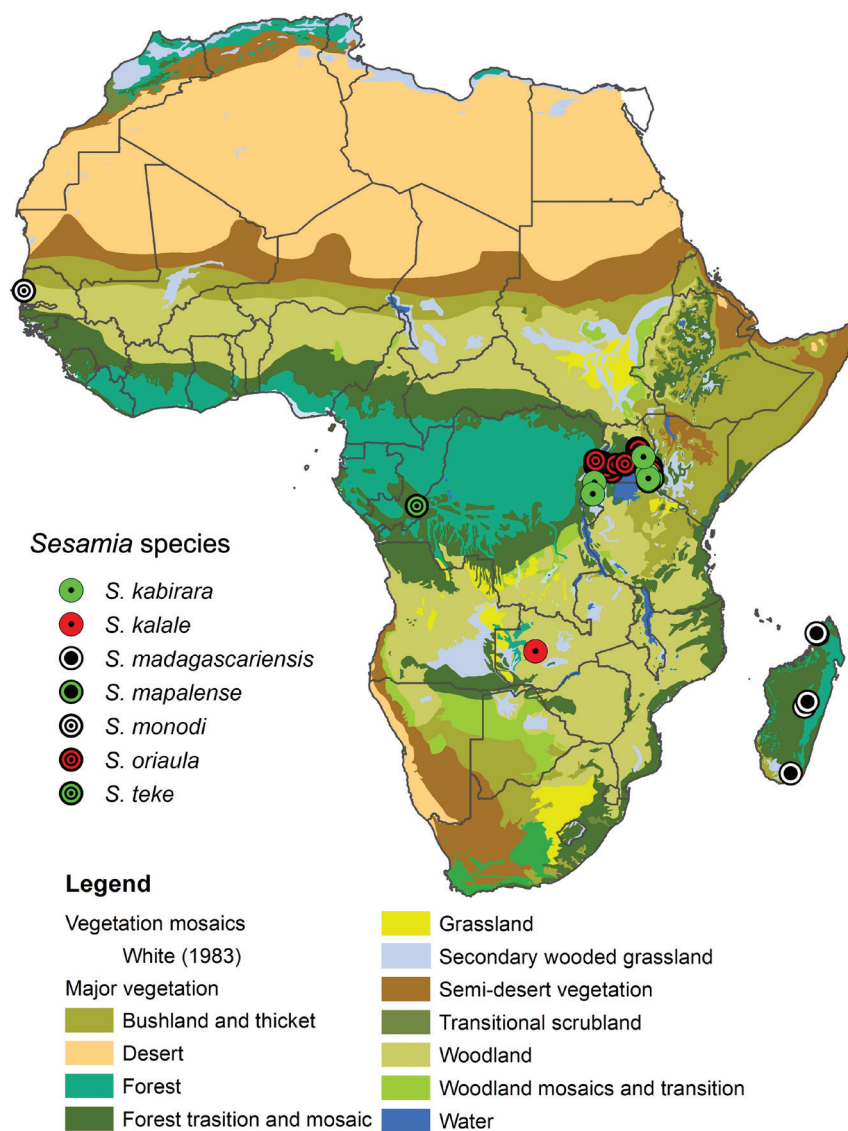 Sesamia species
S. kabirara
S. kalale
S. madagascariensis
S. mapalense
S. monodi
S. oriaula
S. teke
Legend
Vegetation mosaics
White (1983)
Major vegetation
Bushland and thicket
Desert
Forest
Forest trasition and mosaic
Grassland
Secondary wooded grassland
Semi-desert vegetation
Transitional scrubland
Woodland
Woodland mosaics and transition
Water